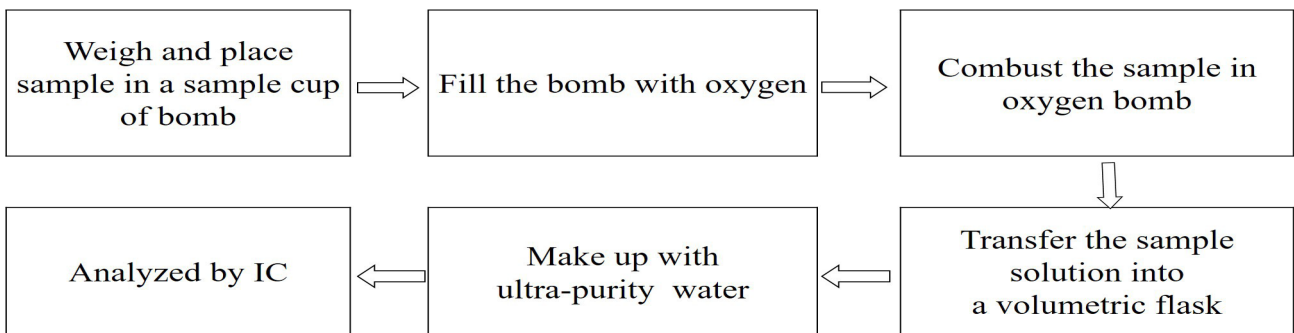 Weigh and place
sample in a sample cup
of bomb
Fill the bomb with oxygen
Combust the sample in
oxygen bomb
Transfer the sample
solution into
a volumetric flask
Make up with
ultra-purity water
Analyzed by IC